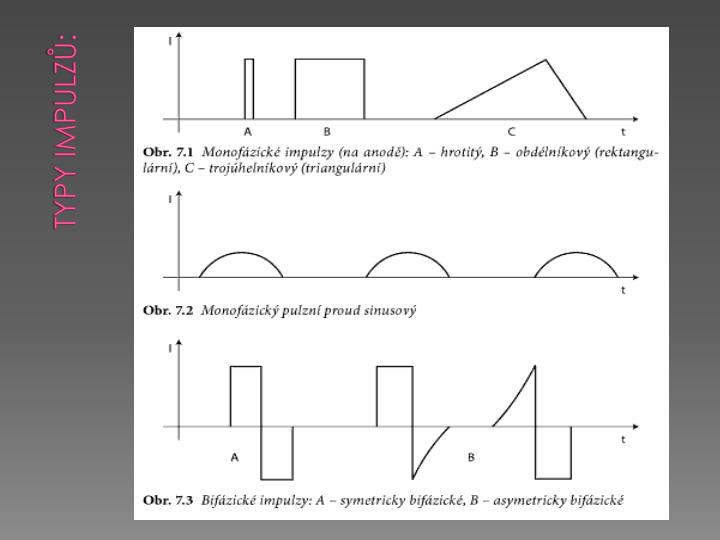 TYPY IMPULZŮ:
I
A B C t
Obr. 7.1 Monofázické impulzy (na anodě): A – hrotitý, B – obdélníkový (rektangu-
lární), C – trojúhelníkový (triangulární)
I
t
Obr. 7.2 Monofázický pulzní proud sinusový
I
t
A B
Obr. 7.3 Bifázické impulzy: A – symetricky bifázické, B – asymetricky bifázické